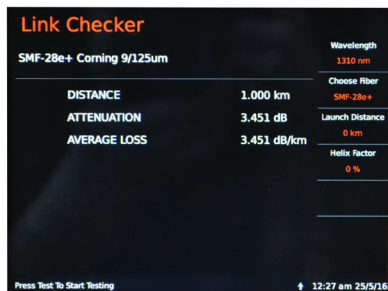 Link Checker
SMF-28e+ Corning 9/125um
DISTANCE 1.000 km
ATTENUATION 3.451 dB
AVERAGE LOSS 3.451 dB/km
Wavelength
1310 nm
Choose Fiber
SMF-28e+
Launch Distance
0 km
Helix Factor
0 %
Press Test To Start Testing
12:27 am 25/5/16